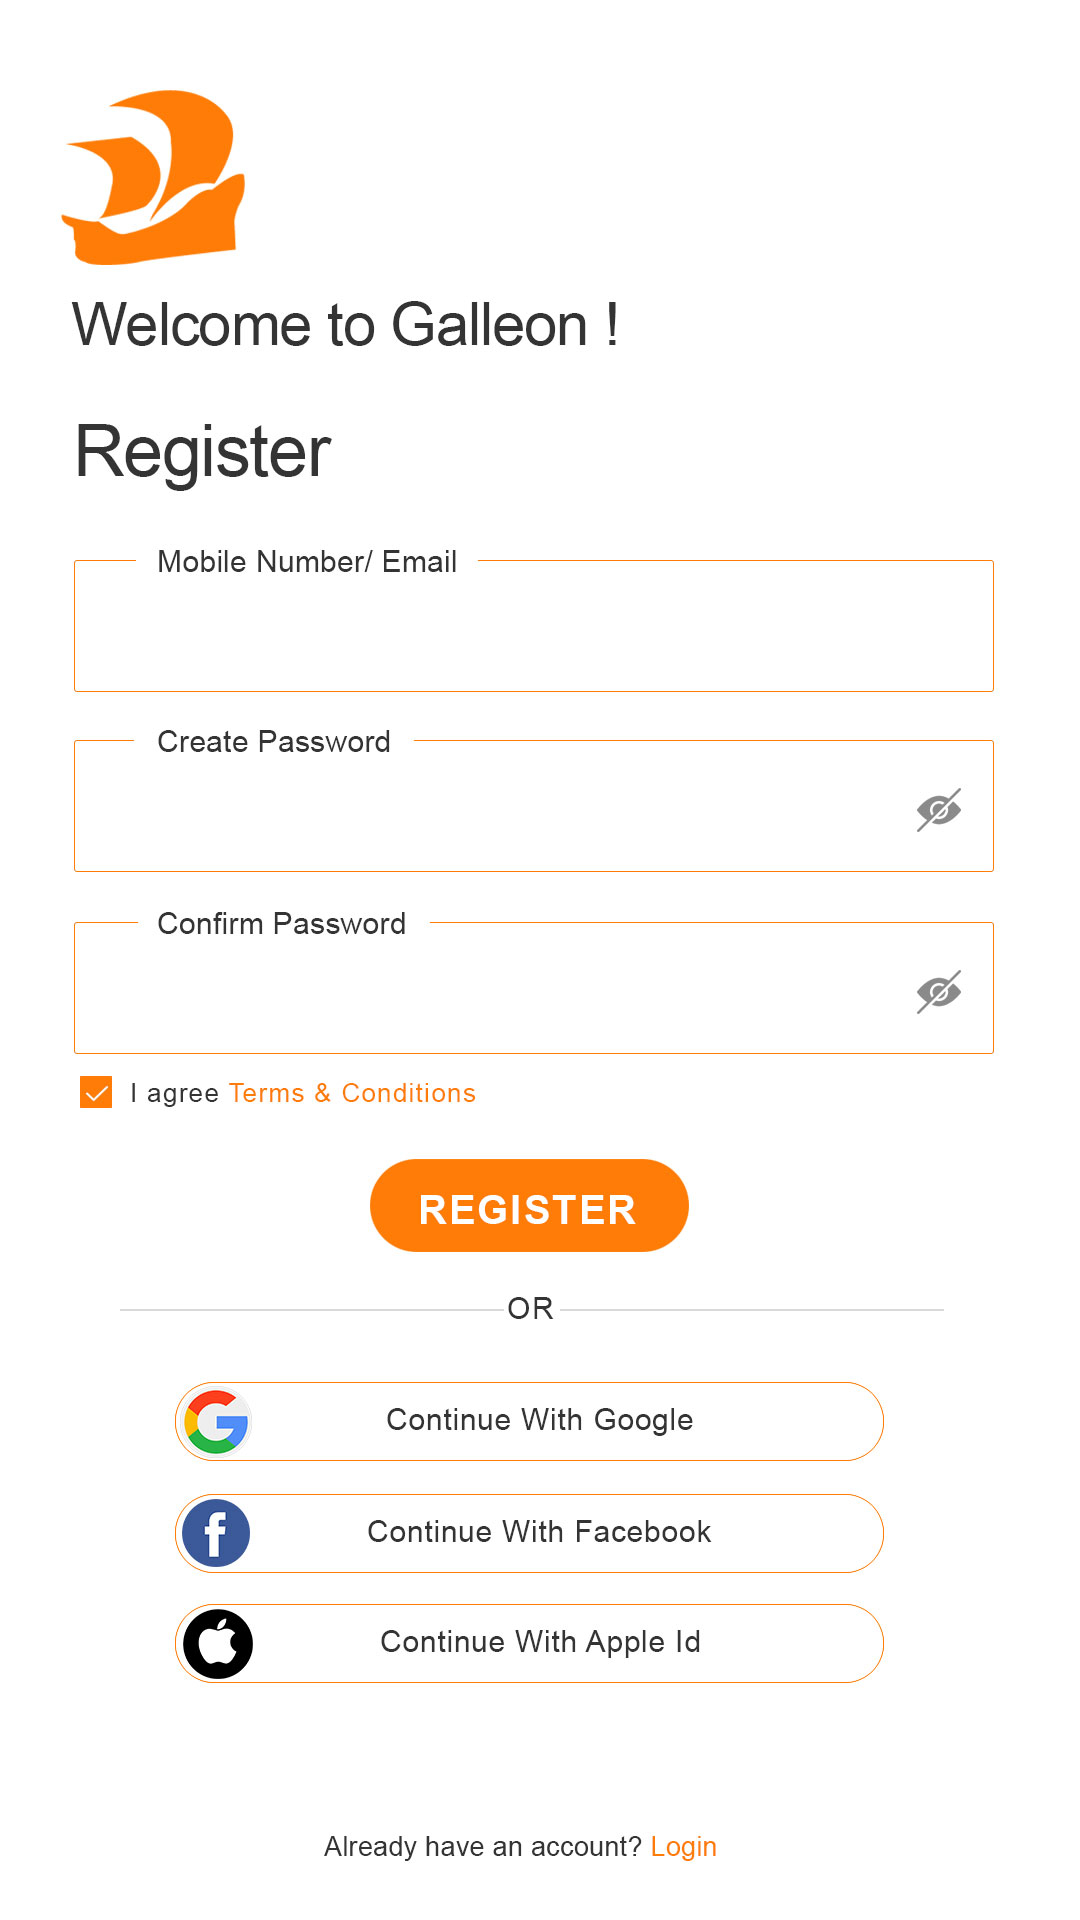 Welcome to Galleon !
Register
Mobile Number/ Email
Create Password
Confirm Password
I agree Terms & Conditions
REGISTER
OR
Continue With Google
Continue With Facebook
Continue With Apple Id
Already have an account? Login